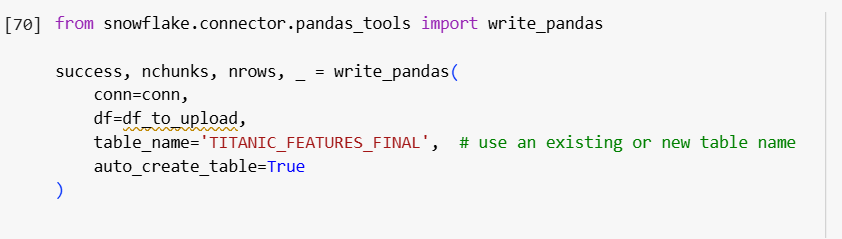 [70] from snowflake.connector.pandas_tools import write_pandas
success, nchunks, nrows, _ = write_pandas(
    conn=conn,
    df=df_to_upload,
    table_name='TITANIC_FEATURES_FINAL',  # use an existing or new table name
    auto_create_table=True
)